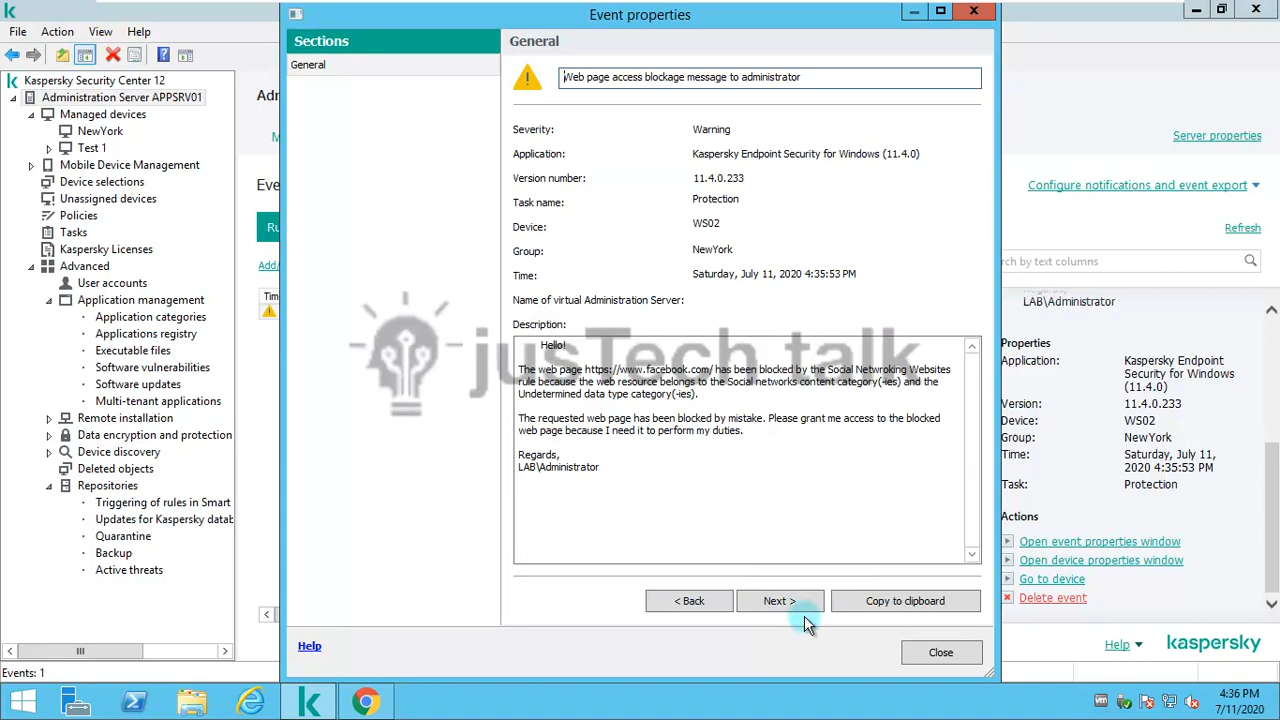 Event properties
File
Action
View
Help
Kaspersky Security Center 12
Administration Server APPSRV01
Managed devices
NewYork
Test 1
Mobile Device Management
Device selections
Unassigned devices
Policies
Tasks
Kaspersky Licenses
Advanced
User accounts
Application management
Application categories
Applications registry
Executable files
Software vulnerabilities
Software updates
Multi-tenant applications
Remote installation
Data encryption and protection
Device discovery
Deleted objects
Repositories
Triggering of rules in Smart
Updates for Kaspersky datab
Quarantine
Backup
Active threats
Events: 1
Adm
Eve
Ru
Add/
Tim
Sections
General
General
Web page access blockage message to administrator
Severity: Warning
Application: Kaspersky Endpoint Security for Windows (11.4.0)
Version number: 11.4.0.233
Task name: Protection
Device: WS02
Group: NewYork
Time: Saturday, July 11, 2020 4:35:53 PM
Name of virtual Administration Server:
Description:
Hello!
The web page https://www.facebook.com/ has been blocked by the Social Netwroking Websites
rule because the web resource belongs to the Social networks content category(-ies) and the
Undetermined data type category(-ies).
The requested web page has been blocked by mistake. Please grant me access to the blocked
web page because I need it to perform my duties.
Regards,
LAB\Administrator
jusTech talk
< Back
Next >
Copy to clipboard
Help
Close
Server properties
Configure notifications and event export
Refresh
rch by text columns
LAB\Administrator
Properties
Application: Kaspersky Endpoint
Security for Windows
(11.4.0)
Version: 11.4.0.233
Device: WS02
Group: NewYork
Time: Saturday, July 11,
2020 4:35:53 PM
Task: Protection
Actions
Open event properties window
Open device properties window
Go to device
Delete event
Help
kaspersky
4:36 PM
7/11/2020